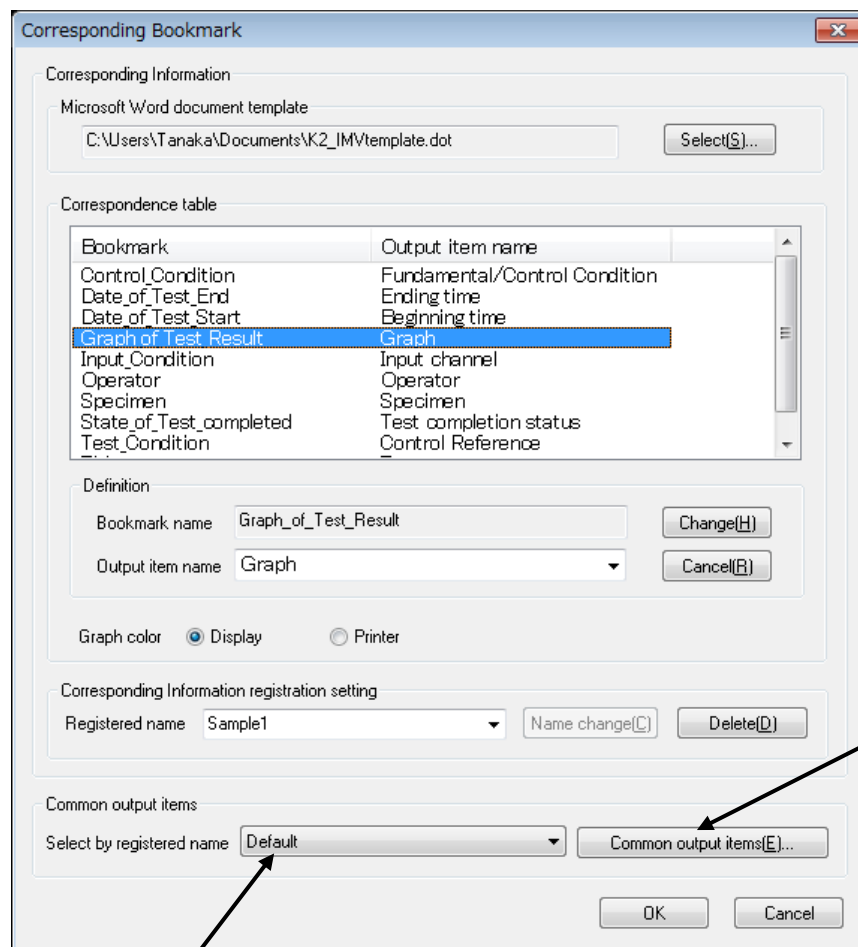 Corresponding Bookmark
Corresponding Information
Microsoft Word document template
C:\Users\Tanaka\Documents\K2_IMVtemplate.dot Select(S)...
Correspondence table
Bookmark Output item name
Control_Condition Fundamental/Control Condition
Date_of_Test_End Ending time
Date_of_Test_Start Beginning time
Graph of Test Result Graph
Input_Condition Input channel
Operator Operator
Specimen Specimen
State_of_Test_completed Test completion status
Test_Condition Control Reference
Definition
Bookmark name Graph_of_Test_Result Change(H)
Output item name Graph Cancel(R)
Graph color Display Printer
Corresponding Information registration setting
Registered name Sample1 Name change(C) Delete(D)
Common output items
Select by registered name Default Common output items(E)...
OK Cancel